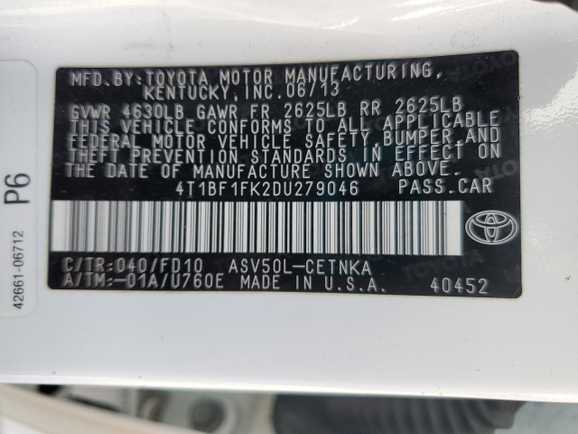 MFD. BY: TOYOTA MOTOR MANUFACTURING,
KENTUCKY, INC. 06/13
GVWR 4630LB GAWR FR 2625LB RR 2625LB
THIS VEHICLE CONFORMS TO ALL APPLICABLE
FEDERAL MOTOR VEHICLE SAFETY, BUMPER, AND
THEFT PREVENTION STANDARDS IN EFFECT ON
THE DATE OF MANUFACTURE SHOWN ABOVE.
4T1BF1FK2DU279046 PASS.CAR
C/TR:040/FD10 ASV50L-CETNKA
A/TM:-01A/U760E MADE IN U.S.A. 40452
TOYOTA
P6
42661-06712